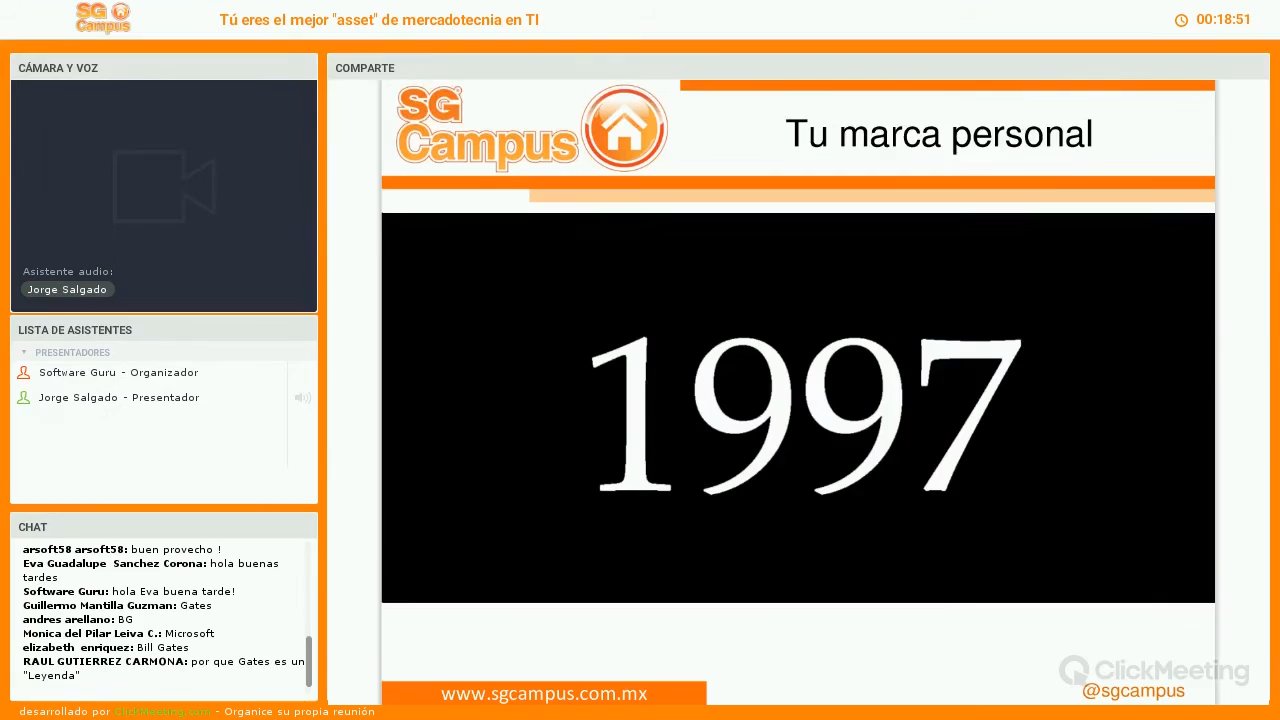 SG Campus
Tú eres el mejor "asset" de mercadotecnia en TI
00:18:51
CÁMARA Y VOZ
Asistente audio:
Jorge Salgado
LISTA DE ASISTENTES
PRESENTADORES
Software Guru - Organizador
Jorge Salgado - Presentador
CHAT
arsoft58 arsoft58: buen provecho !
Eva Guadalupe Sanchez Corona: hola buenas
tardes
Software Guru: hola Eva buena tarde!
Guillermo Mantilla Guzman: Gates
andres arellano: BG
Monica del Pilar Leiva C.: Microsoft
elizabeth enriquez: Bill Gates
RAUL GUTIERREZ CARMONA: por que Gates es un
"Leyenda"
COMPARTE
SG
Campus
Tu marca personal
1997
www.sgcampus.com.mx
ClickMeeting
@sgcampus
desarrollado por ClickMeeting.com - Organice su propia reunión